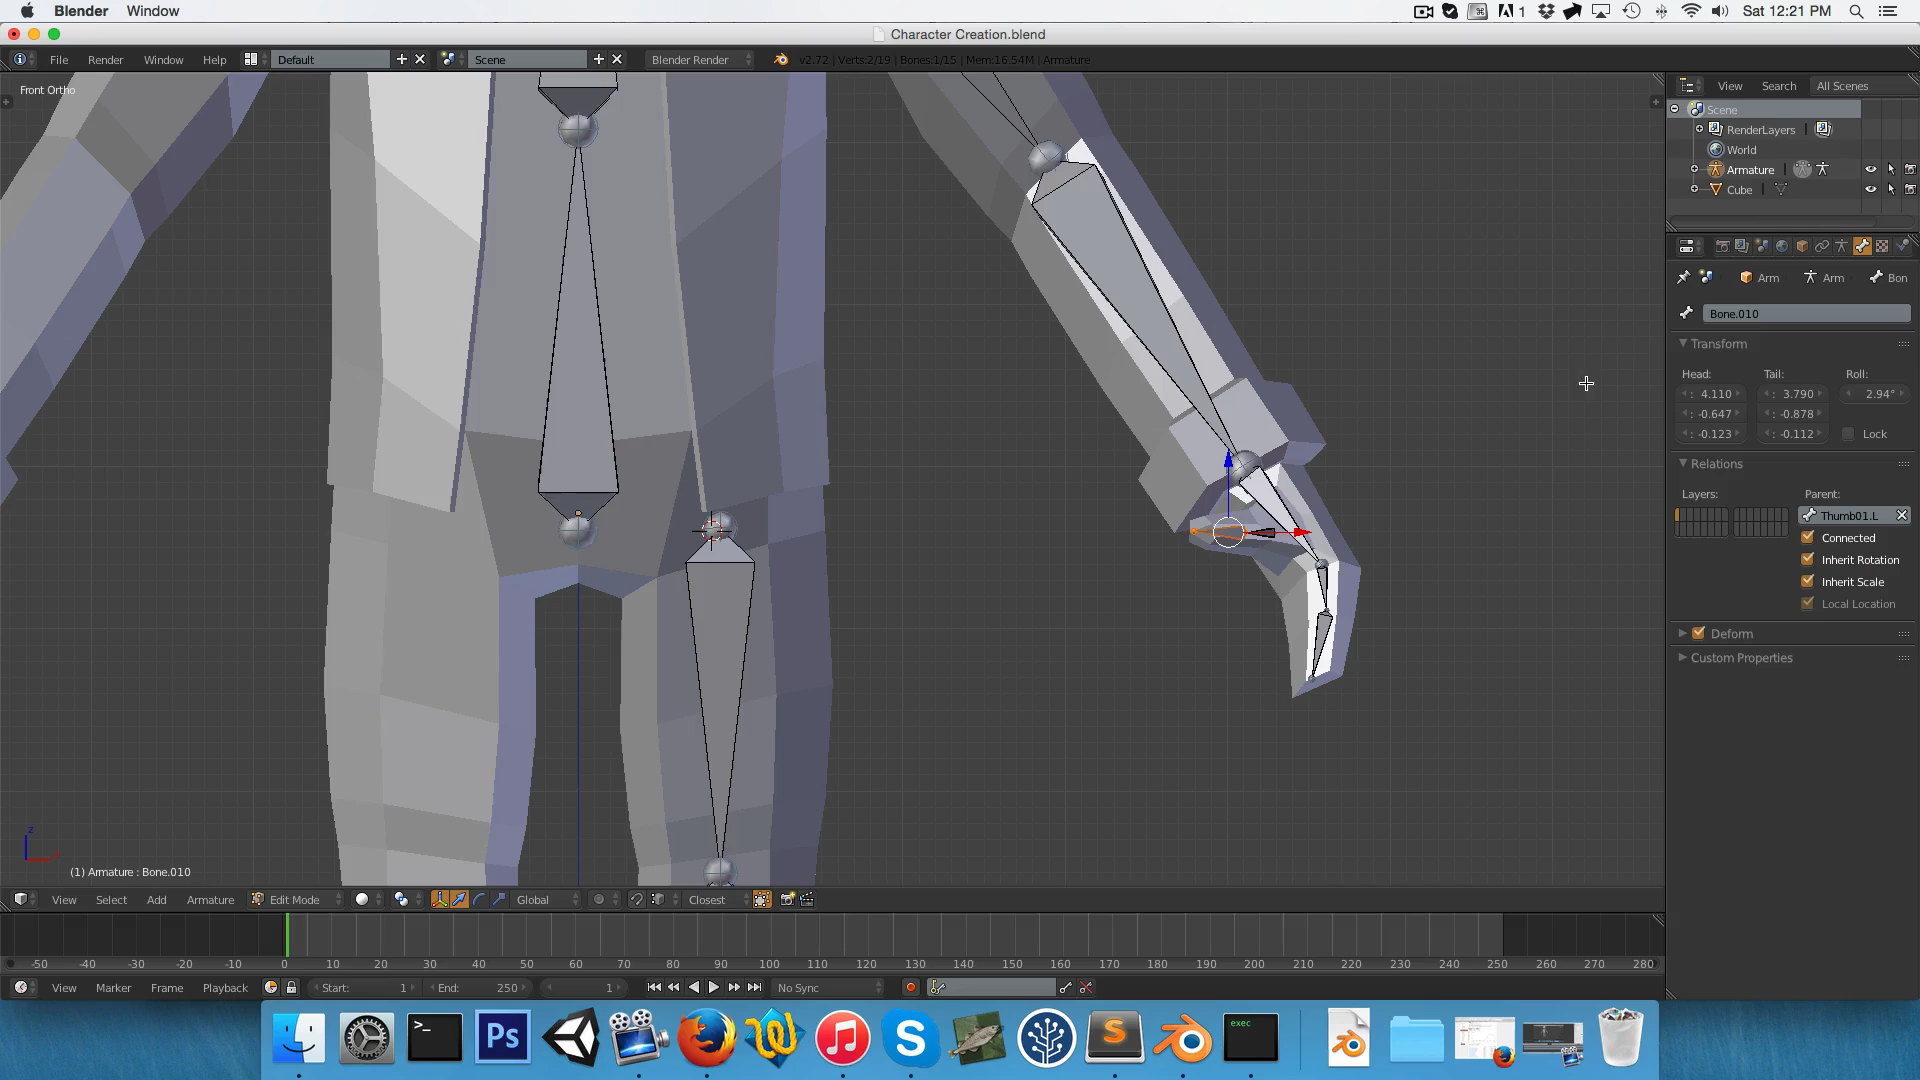 Blender Window
1 Sat 12:21 PM
Character Creation.blend
File Render Window Help Default Scene Blender Render v2.72 | Verts:2/19 | Bones:1/15 | Mem:16.54M | Armature
View Search All Scenes
Front Ortho
Scene
RenderLayers
World
Armature
Cube
Arm Arm Bon
Bone.010
Transform
Head: Tail: Roll:
: 4.110 : 3.790 2.94°
: -0.647 : -0.878
: -0.123 : -0.112 Lock
Relations
Layers: Parent:
Thumb01.L
Connected
Inherit Rotation
Inherit Scale
Local Location
Deform
Custom Properties
z
(1) Armature : Bone.010
View Select Add Armature Edit Mode Global Closest
-50 -40 -30 -20 -10 0 10 20 30 40 50 60 70 80 90 100 110 120 130 140 150 160 170 180 190 200 210 220 230 240 250 260 270 280
View Marker Frame Playback Start: 1 End: 250 1 No Sync
Ps
S
S
exec